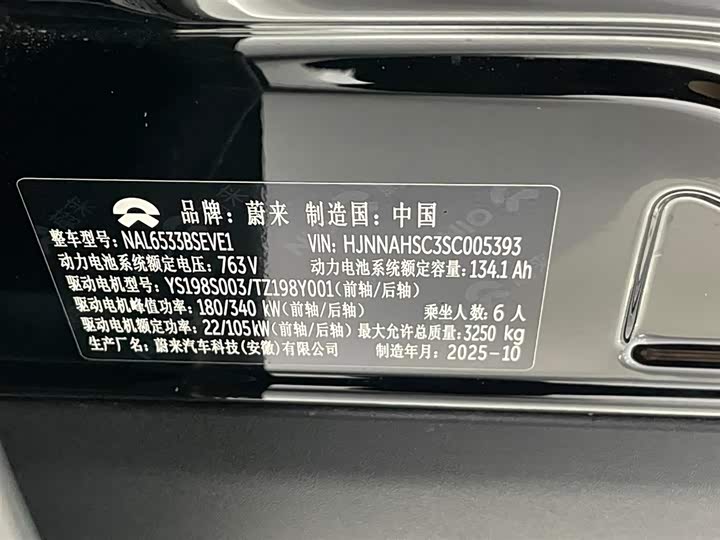 品牌：蔚来 制造国：中国
整车型号：NAL6533BSEVE1 VIN：HJNNAHSC3SC005393
动力电池系统额定电压：763V 动力电池系统额定容量：134.1Ah
驱动电机型号：YS198S003/TZ198Y001(前轴/后轴)
驱动电机峰值功率：180/340 kW(前轴/后轴) 乘坐人数：6人
驱动电机额定功率：22/105kW(前轴/后轴) 最大允许总质量：3250 kg
生产厂名：蔚来汽车科技(安徽)有限公司 制造年月：2025-10